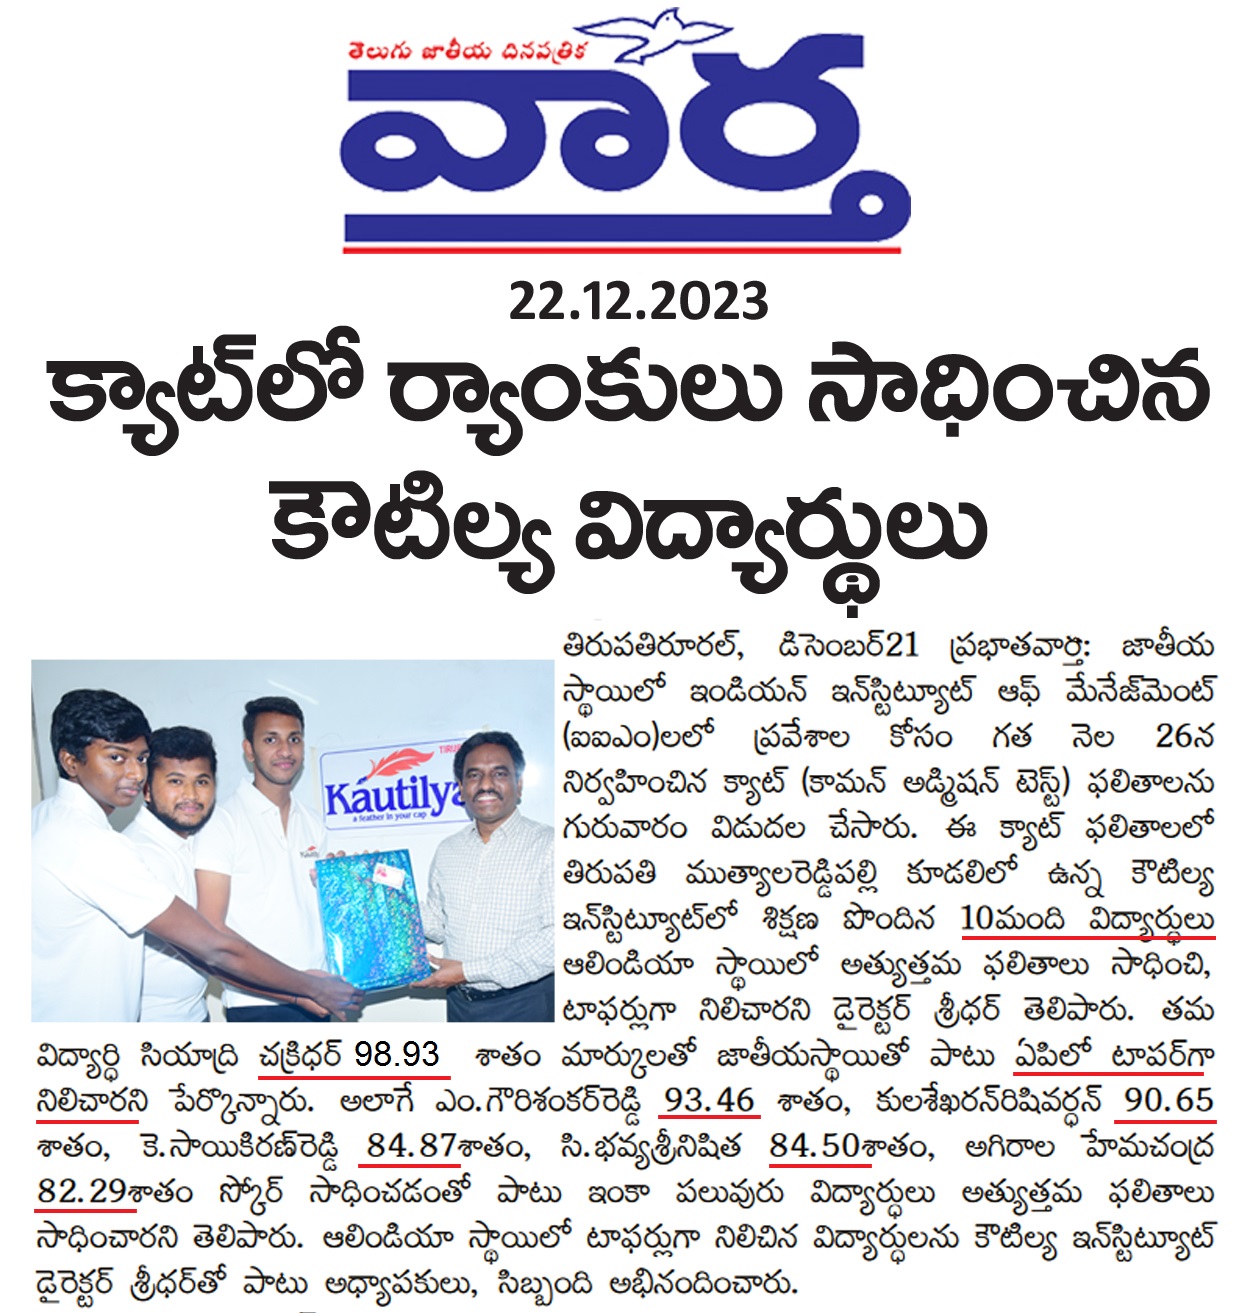 తెలుగు జాతీయ దినపత్రిక
వార్త
22.12.2023
క్యాట్‌లో ర్యాంకులు సాధించిన
కౌటిల్య విద్యార్థులు
Kautilya
a feather in your cap
తిరుపతిరూరల్, డిసెంబర్21 ప్రభాతవార్త: జాతీయ
స్థాయిలో ఇండియన్ ఇన్‌స్టిట్యూట్ ఆఫ్ మేనేజ్‌మెంట్
(ఐఐఎం)లలో ప్రవేశాల కోసం గత నెల 26న
నిర్వహించిన క్యాట్ (కామన్ అడ్మిషన్ టెస్ట్) ఫలితాలను
గురువారం విడుదల చేసారు. ఈ క్యాట్ ఫలితాలలో
తిరుపతి ముత్యాలరెడ్డిపల్లి కూడలిలో ఉన్న కౌటిల్య
ఇన్‌స్టిట్యూట్‌లో శిక్షణ పొందిన 10మంది విద్యార్థులు
ఆలిండియా స్థాయిలో అత్యుత్తమ ఫలితాలు సాధించి,
టాఫర్లుగా నిలిచారని డైరెక్టర్ శ్రీధర్ తెలిపారు. తమ
విద్యార్థి సియాద్రి చక్రిధర్ 98.93 శాతం మార్కులతో జాతీయస్థాయితో పాటు ఏపిలో టాపర్‌గా
నిలిచారని పేర్కొన్నారు. అలాగే ఎం.గౌరిశంకర్‌రెడ్డి 93.46 శాతం, కులశేఖరన్‌రిషివర్ధన్ 90.65
శాతం, కె.సాయికిరణ్‌రెడ్డి 84.87శాతం, సి.భవ్యశ్రీనిషిత 84.50శాతం, అగిరాల హేమచంద్ర
82.29శాతం స్కోర్ సాధించడంతో పాటు ఇంకా పలువురు విద్యార్థులు అత్యుత్తమ ఫలితాలు
సాధించారని తెలిపారు. ఆలిండియా స్థాయిలో టాఫర్లుగా నిలిచిన విద్యార్థులను కౌటిల్య ఇన్‌స్టిట్యూట్
డైరెక్టర్ శ్రీధర్‌తో పాటు అధ్యాపకులు, సిబ్బంది అభినందించారు.